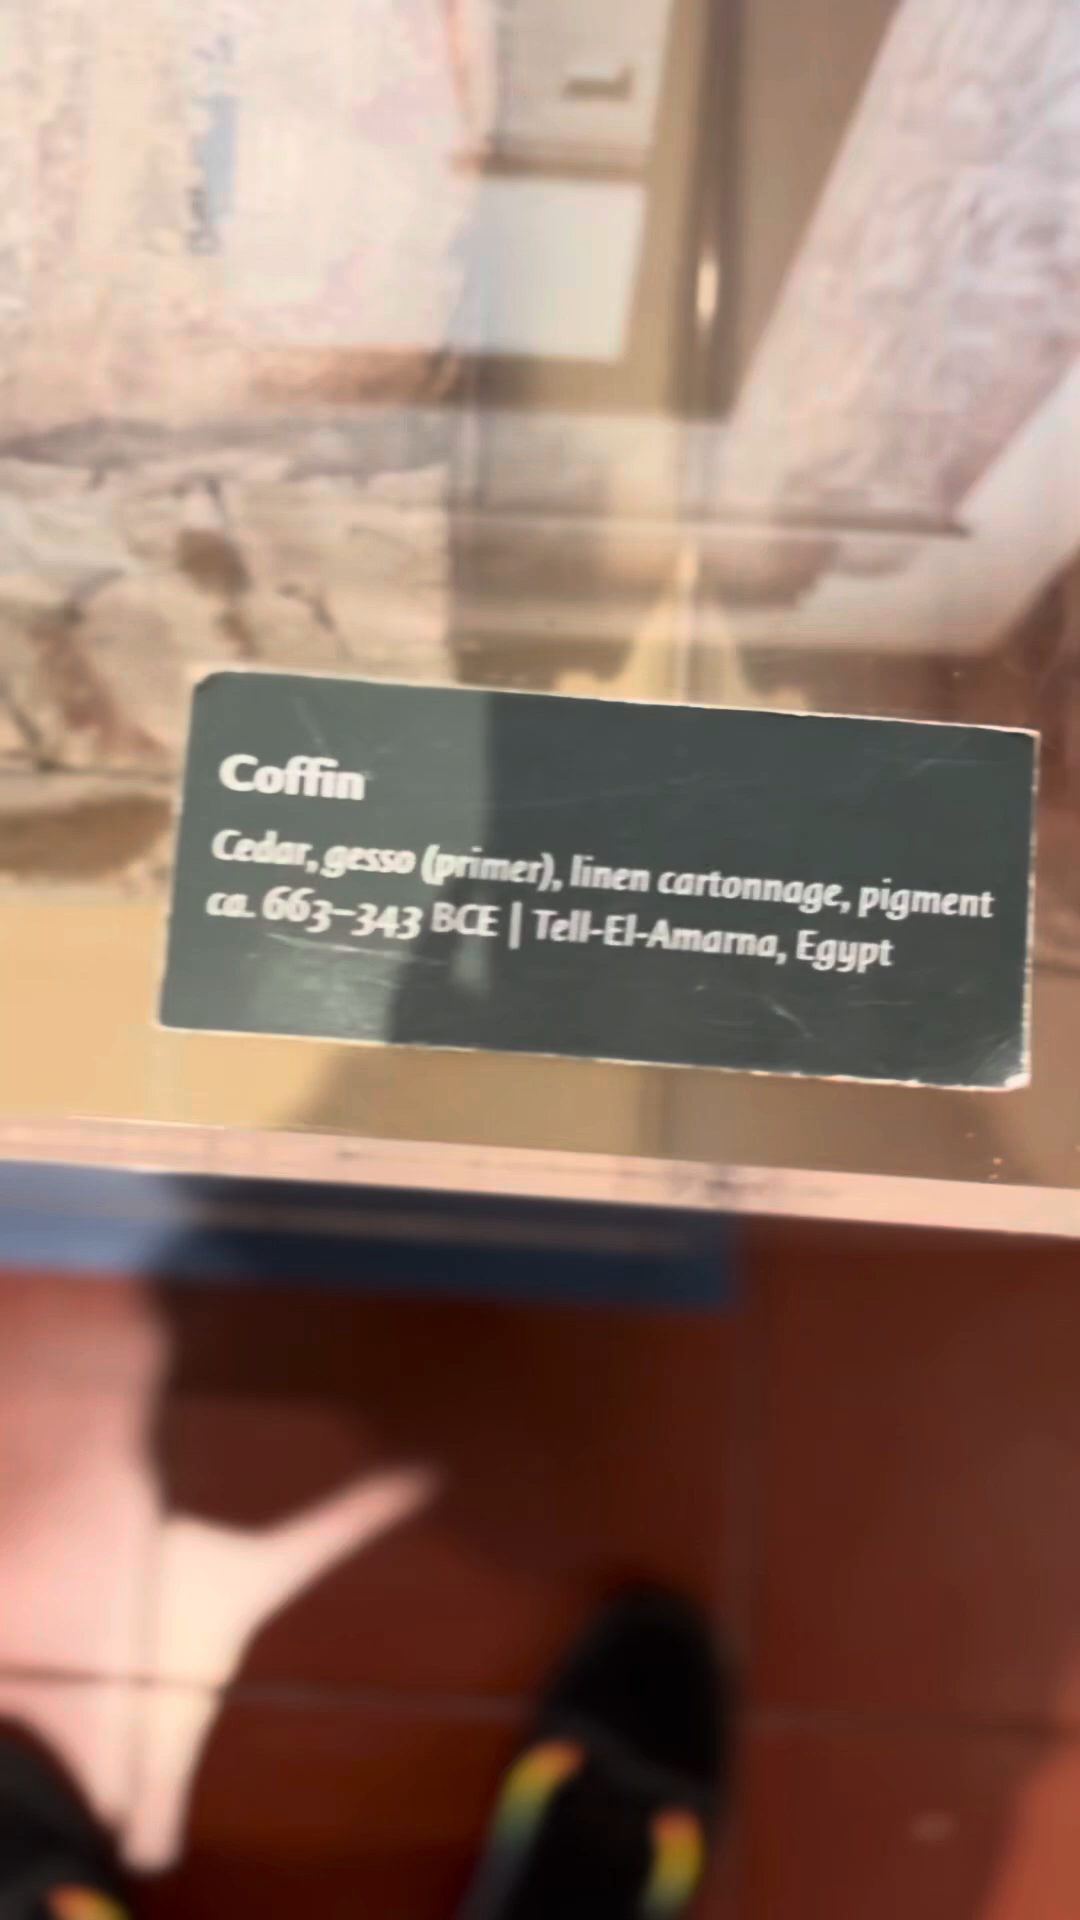 Coffin
Cedar, gesso (primer), linen cartonnage, pigment
ca. 663–343 BCE | Tell-El-Amarna, Egypt